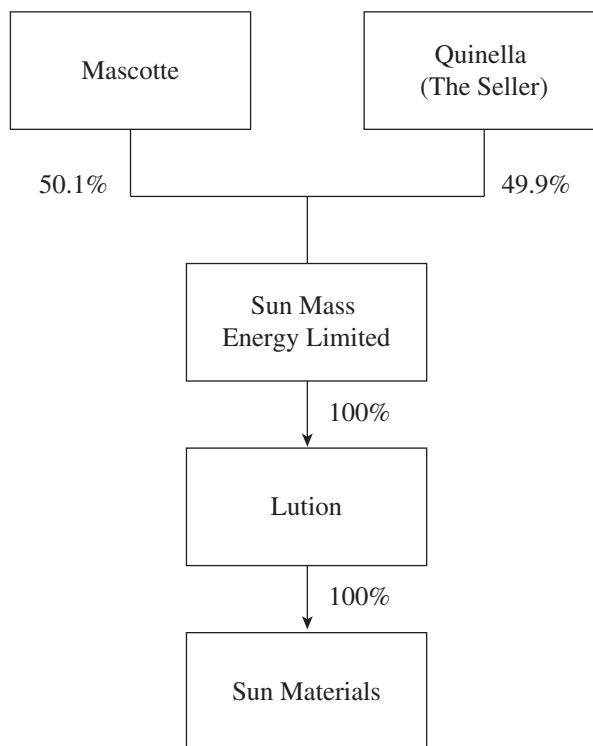 Mascotte
Quinella
(The Seller)
50.1%
49.9%
Sun Mass
Energy Limited
100%
Lution
100%
Sun Materials